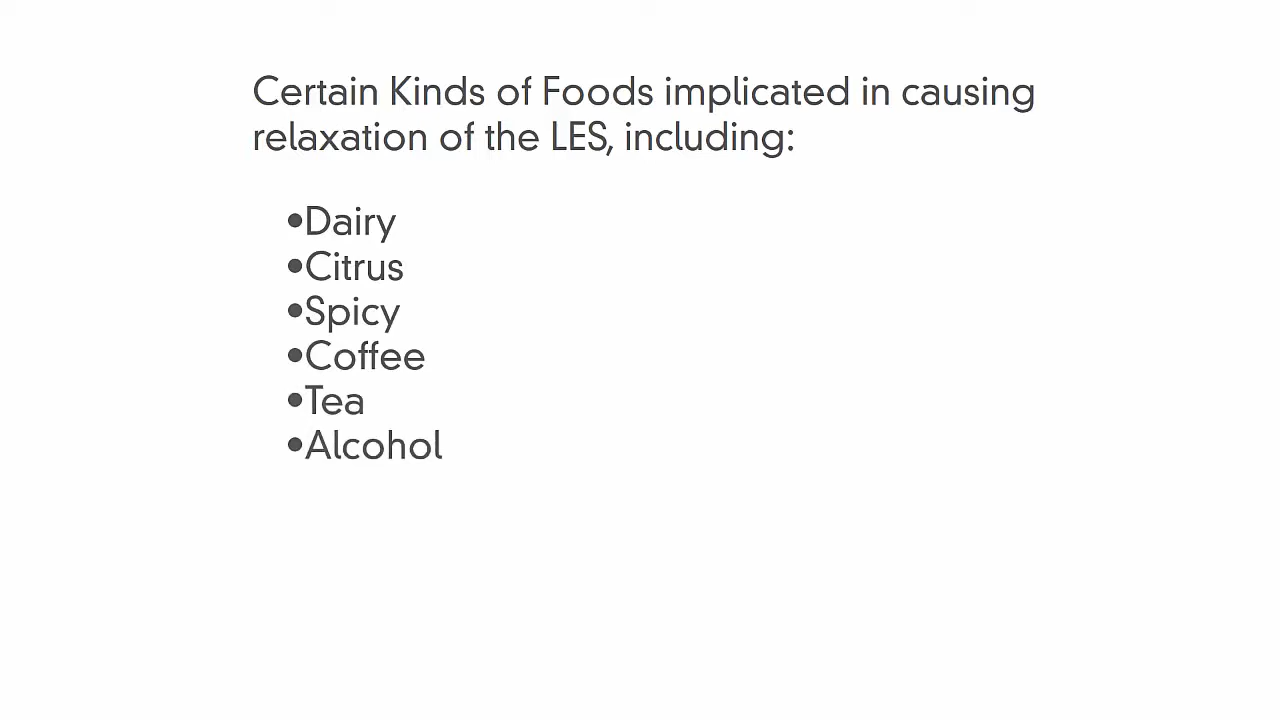 Certain Kinds of Foods implicated in causing
relaxation of the LES, including:
•Dairy
•Citrus
•Spicy
•Coffee
•Tea
•Alcohol